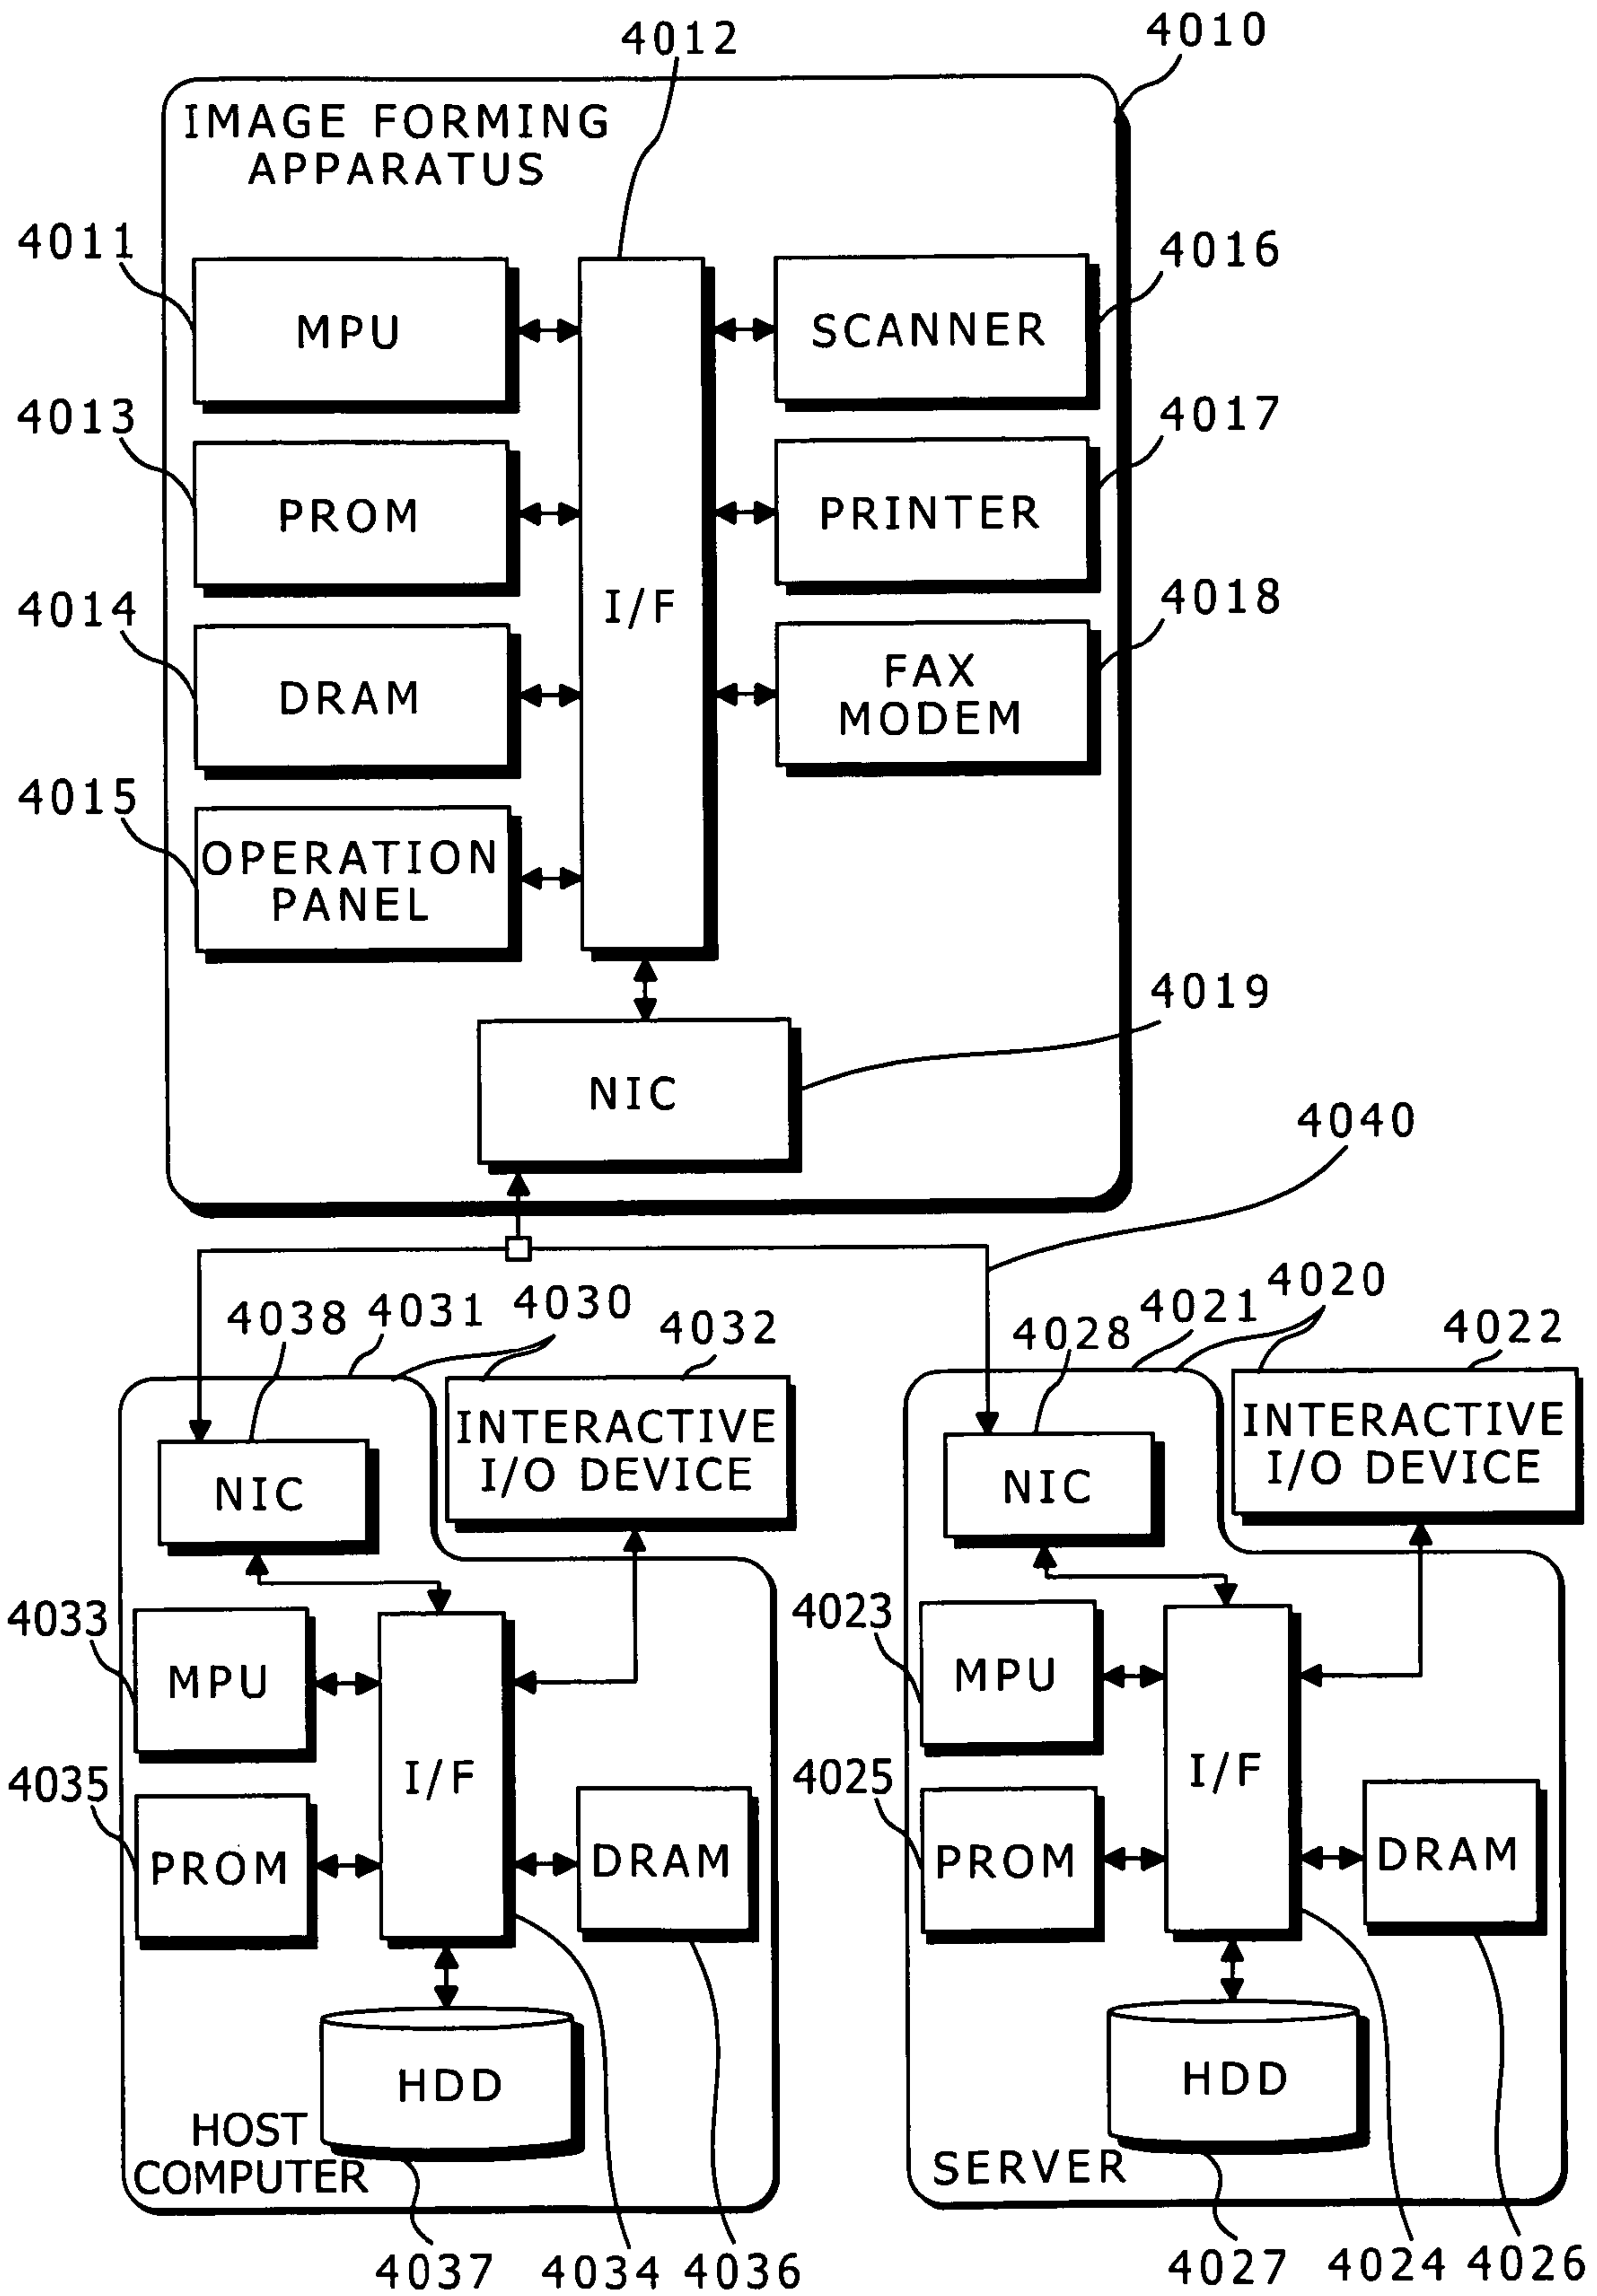 4012
4010
IMAGE FORMING
APPARATUS
4011
4016
MPU
SCANNER
4013
4017
PROM
PRINTER
I/F
4014
4018
DRAM
FAX
MODEM
4015
OPERATION
PANEL
4019
NIC
4040
4038
4031
4030
4032
4028
4021
4020
4022
NIC
INTERACTIVE
I/O DEVICE
NIC
INTERACTIVE
I/O DEVICE
4033
MPU
4023
MPU
I/F
I/F
4035
PROM
DRAM
4025
PROM
DRAM
HDD
HDD
HOST
COMPUTER
SERVER
4037
4034
4036
4027
4024
4026